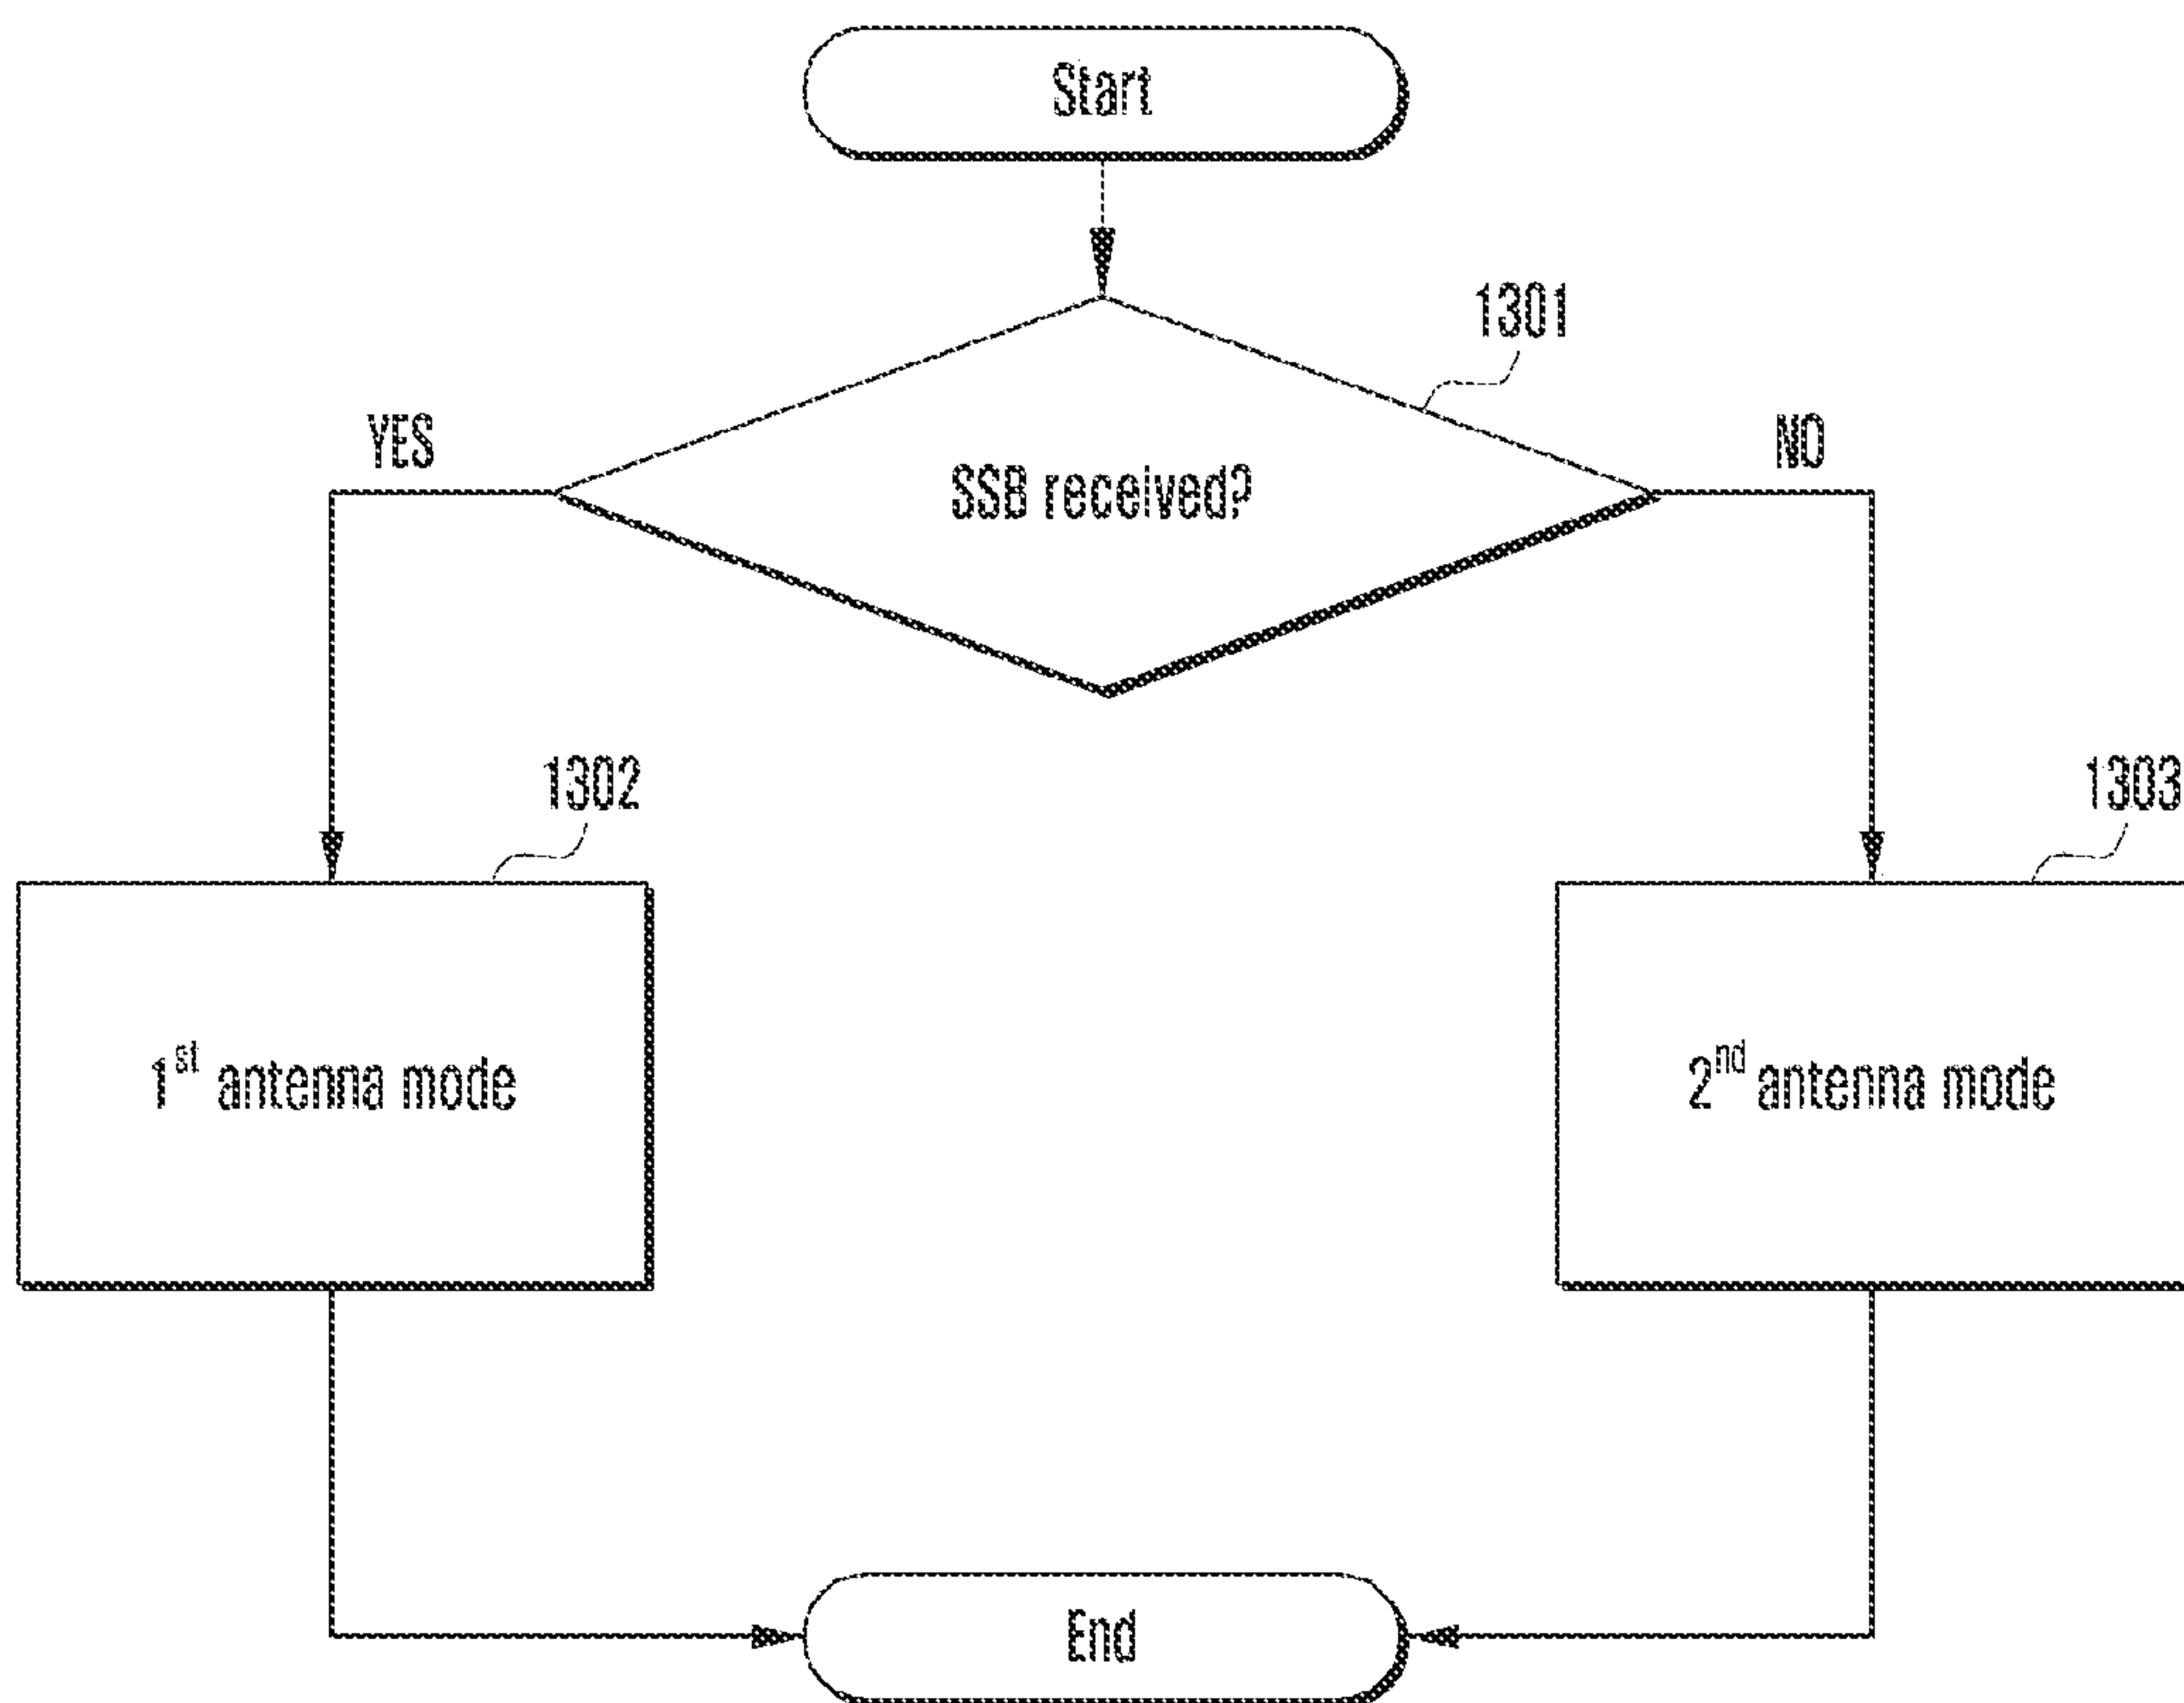 Start
1301
YES
NO
SSB received?
1302
1303
1st antenna mode
2nd antenna mode
End